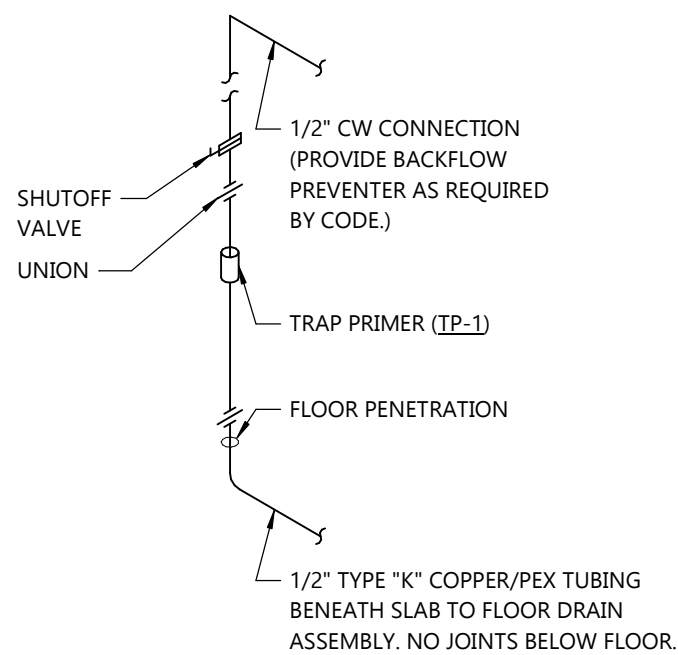 1/2" CW CONNECTION
(PROVIDE BACKFLOW
PREVENTER AS REQUIRED
BY CODE.)
SHUTOFF
VALVE
UNION
TRAP PRIMER (TP-1)
FLOOR PENETRATION
1/2" TYPE "K" COPPER/PEX TUBING
BENEATH SLAB TO FLOOR DRAIN
ASSEMBLY. NO JOINTS BELOW FLOOR.